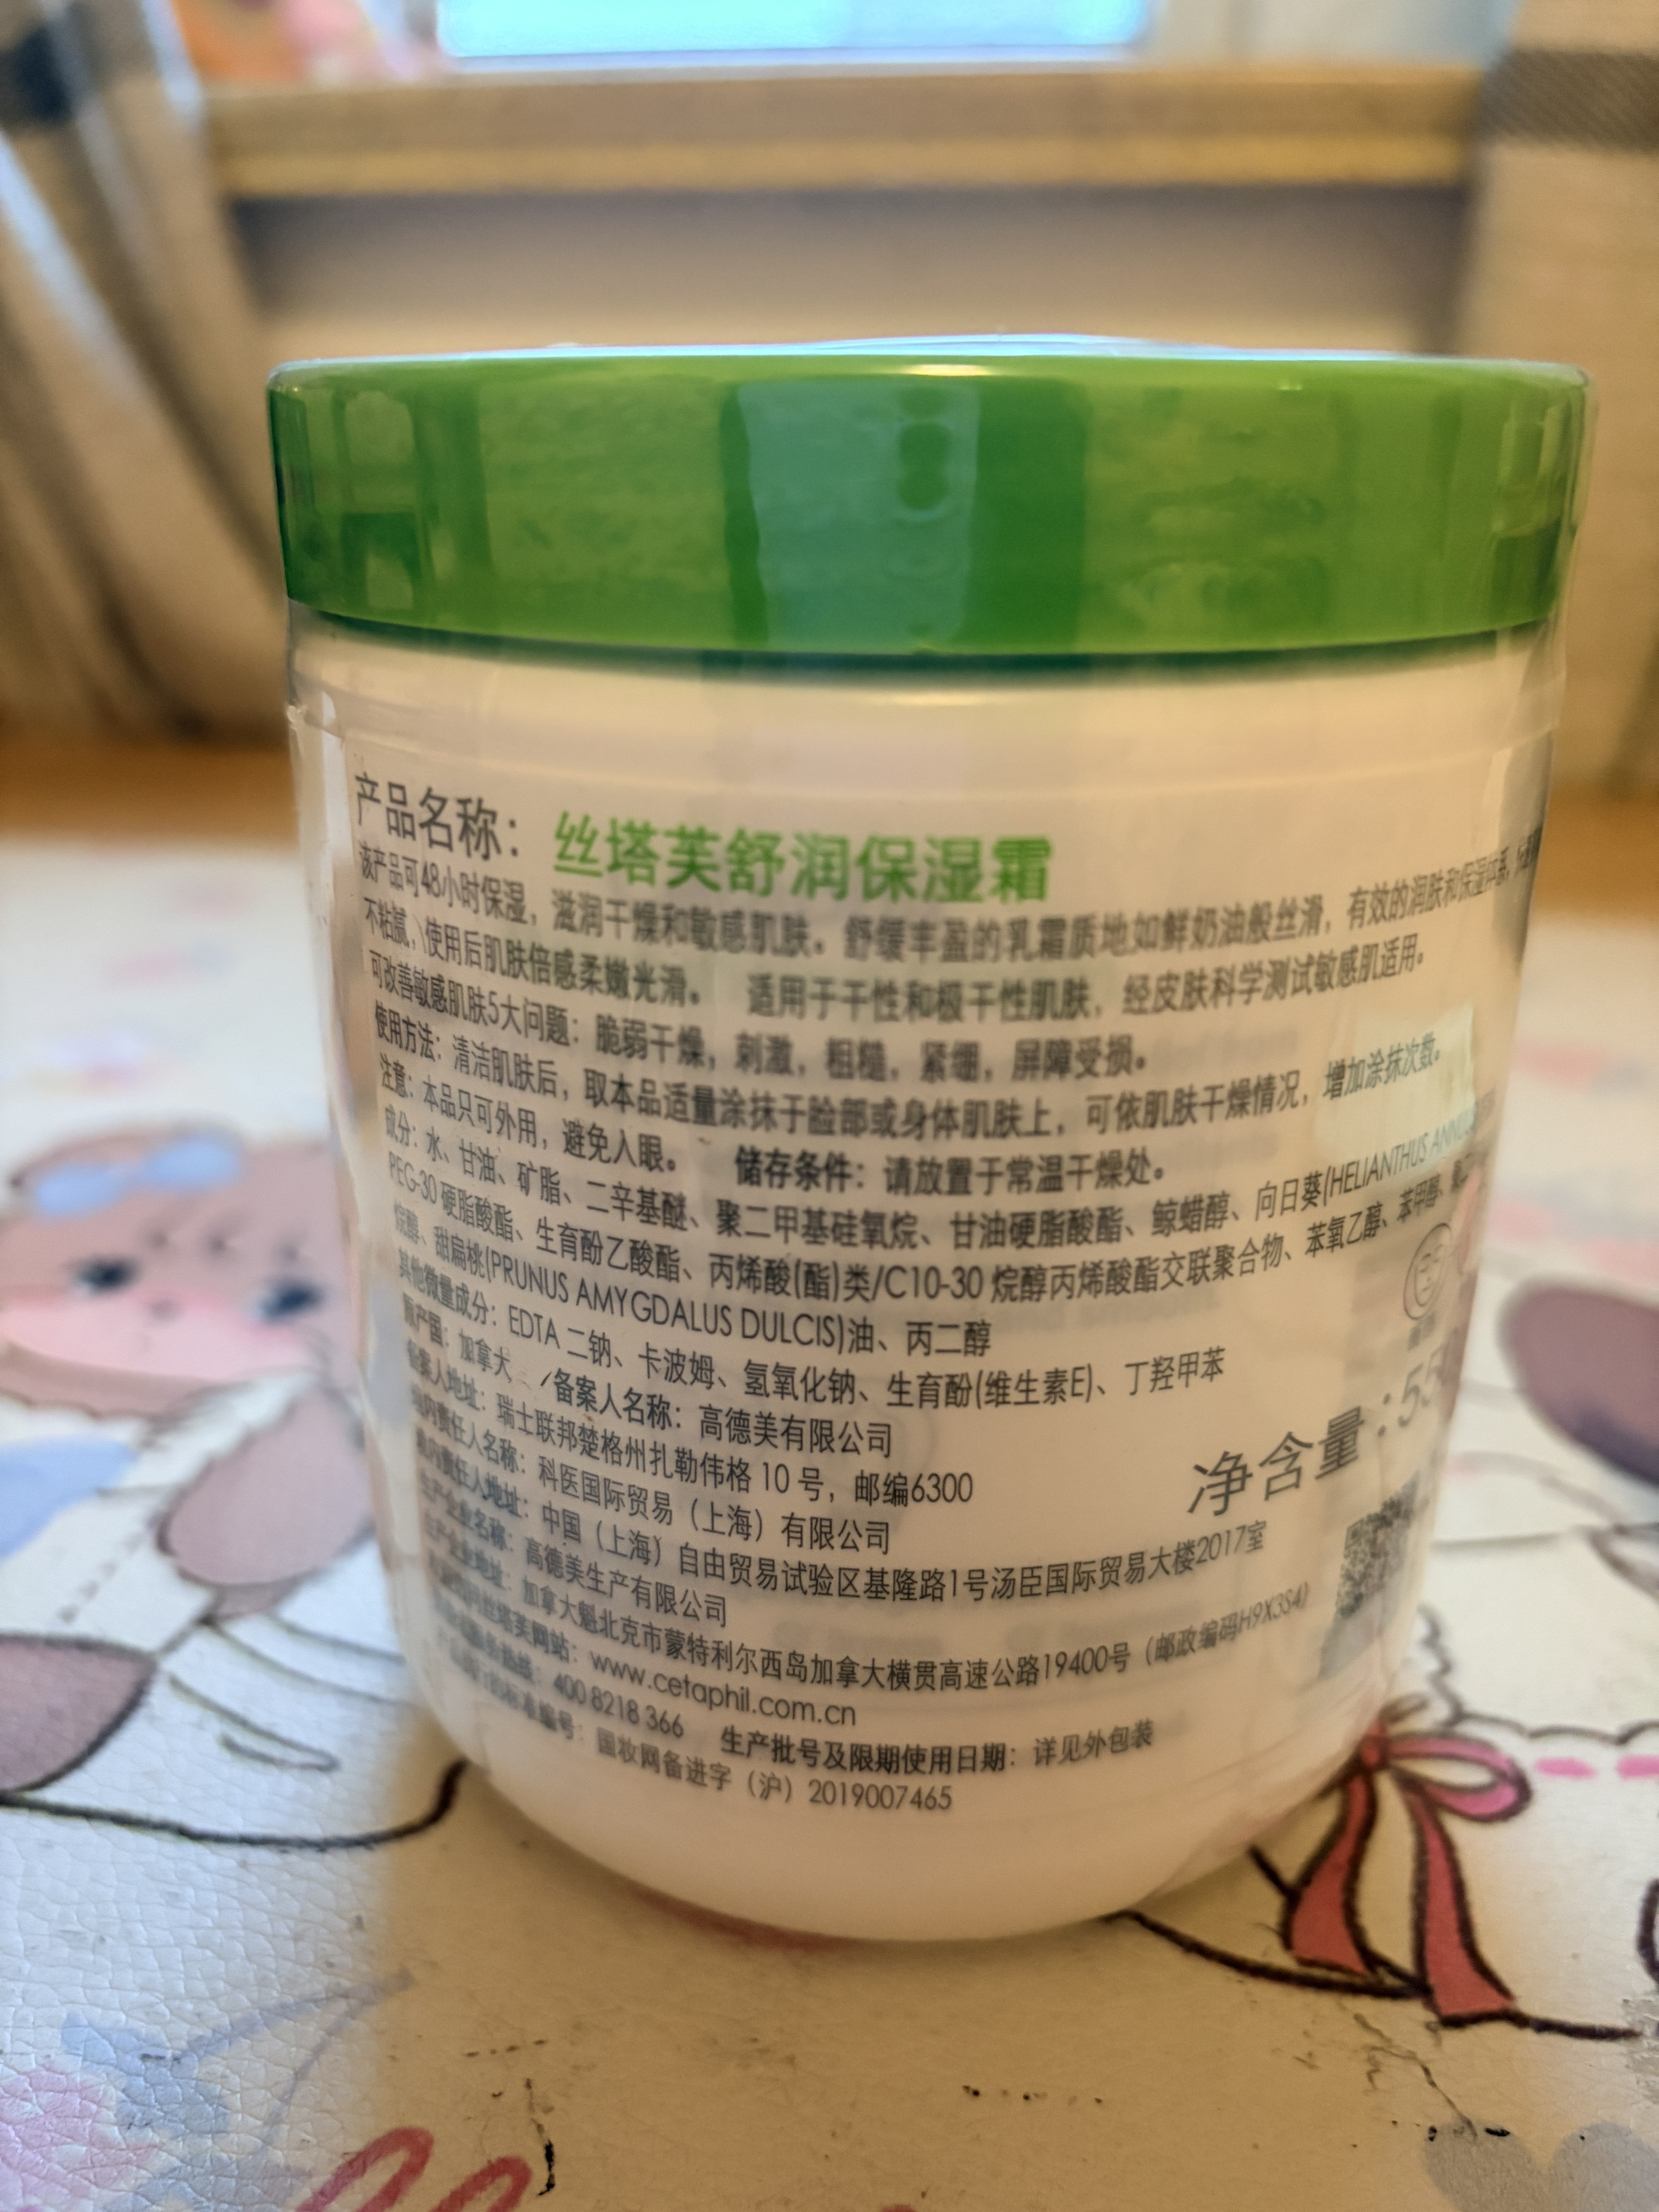 产品名称：丝塔芙舒润保湿霜
该产品可48小时保湿，滋润干燥和敏感肌肤。舒缓丰盈的乳霜质地如鲜奶油般丝滑，有效的润肤和保湿体系，
不粘腻，使用后肌肤倍感柔嫩光滑。 适用于干性和极干性肌肤，经皮肤科学测试敏感肌适用。
可改善敏感肌肤5大问题：脆弱干燥，刺激，粗糙，紧绷，屏障受损。
使用方法：清洁肌肤后，取本品适量涂抹于脸部或身体肌肤上，可依肌肤干燥情况，增加涂抹次数。
注意：本品只可外用，避免入眼。 储存条件：请放置于常温干燥处。
成分：水、甘油、矿脂、二辛基醚、聚二甲基硅氧烷、甘油硬脂酸酯、鲸蜡醇、向日葵(HELIANTHUS
PEG-30 硬脂酸酯、生育酚乙酸酯、丙烯酸(酯)类/C10-30 烷醇丙烯酸酯交联聚合物、苯氧乙醇、苯甲醇、
烷醇、甜扁桃(PRUNUS AMYGDALUS DULCIS)油、丙二醇
其他微量成分：EDTA 二钠、卡波姆、氢氧化钠、生育酚(维生素E)、丁羟甲苯
原产国：加拿大 备案人名称：高德美有限公司
备案人地址：瑞士联邦楚格州扎勒伟格 10 号，邮编6300
境内责任人名称：科医国际贸易（上海）有限公司
境内责任人地址：中国（上海）自由贸易试验区基隆路1号汤臣国际贸易大楼2017室
生产企业名称：高德美生产有限公司
生产企业地址：加拿大魁北克市蒙特利尔西岛加拿大横贯高速公路19400号（邮政编码H9X3S4）
丝塔芙网站：www.cetaphil.com.cn
热线：400 8218 366 生产批号及限期使用日期：详见外包装
标准编号：国妆网备进字（沪）2019007465
净含量：